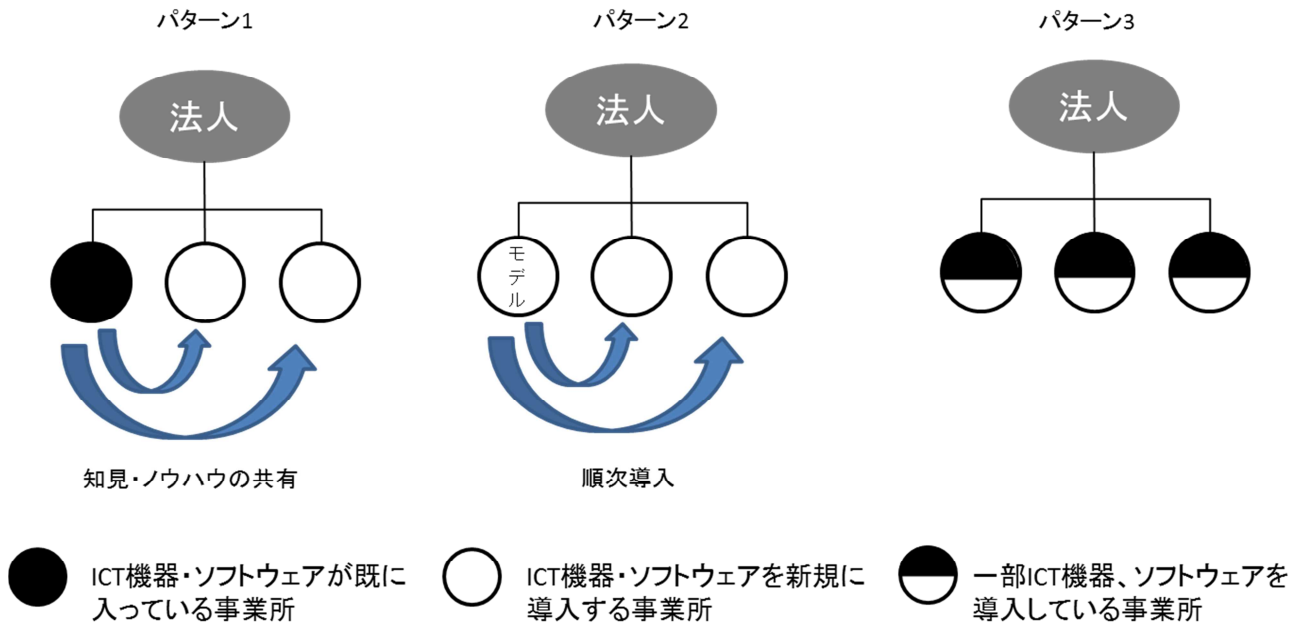 パターン1
パターン2
パターン3
法人
法人
法人
モデル
知見・ノウハウの共有
順次導入
ICT機器・ソフトウェアが既に
入っている事業所
ICT機器・ソフトウェアを新規に
導入する事業所
一部ICT機器、ソフトウェアを
導入している事業所